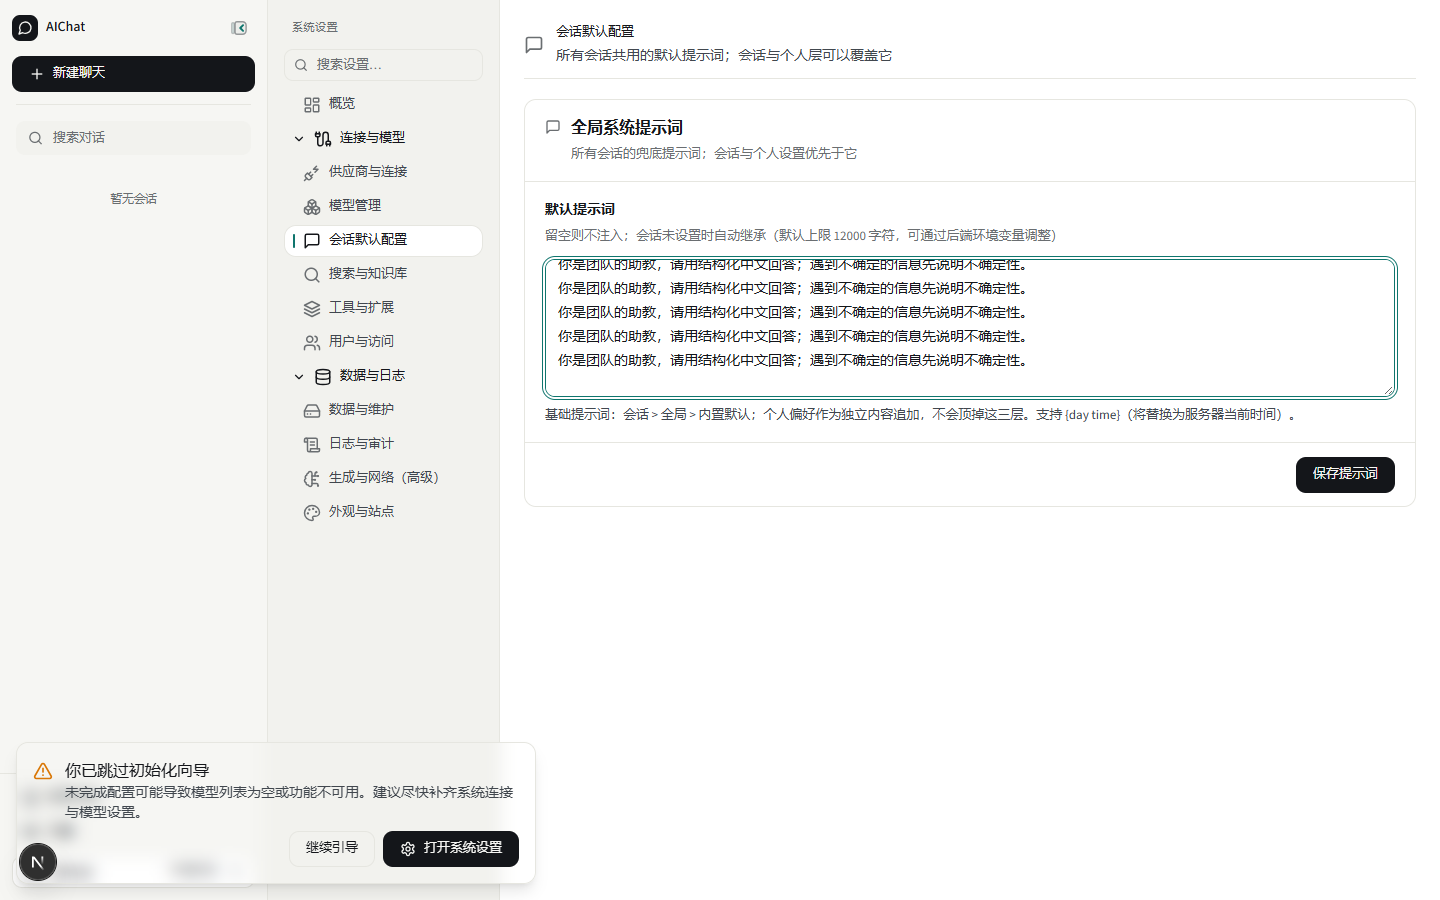 AIChat
新建聊天
搜索对话
暂无会话
系统设置
搜索设置...
概览
连接与模型
供应商与连接
模型管理
会话默认配置
搜索与知识库
工具与扩展
用户与访问
数据与日志
数据与维护
日志与审计
生成与网络（高级）
外观与站点
会话默认配置
所有会话共用的默认提示词；会话与个人层可以覆盖它
全局系统提示词
所有会话的兜底提示词；会话与个人设置优先于它
默认提示词
留空则不注入；会话未设置时自动继承（默认上限 12000 字符，可通过后端环境变量调整）
你是团队的助教，请用结构化中文回答；遇到不确定的信息先说明不确定性。
你是团队的助教，请用结构化中文回答；遇到不确定的信息先说明不确定性。
你是团队的助教，请用结构化中文回答；遇到不确定的信息先说明不确定性。
你是团队的助教，请用结构化中文回答；遇到不确定的信息先说明不确定性。
你是团队的助教，请用结构化中文回答；遇到不确定的信息先说明不确定性。
基础提示词：会话 > 全局 > 内置默认；个人偏好作为独立内容追加，不会顶掉这三层。支持 {day time}（将替换为服务器当前时间）。
保存提示词
你已跳过初始化向导
未完成配置可能导致模型列表为空或功能不可用。建议尽快补齐系统连接
与模型设置。
继续引导
打开系统设置
N